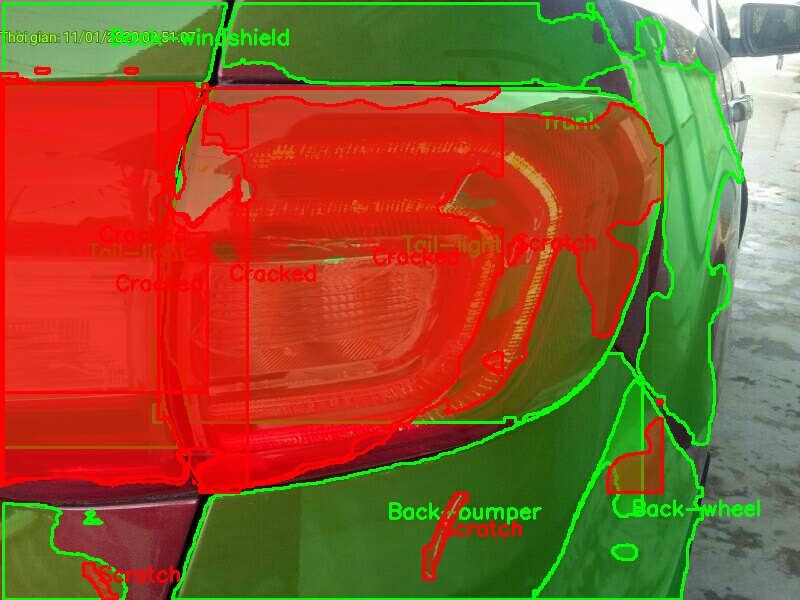 Thời gian: 11/01/2020 08:51:07
Back-windshield
Trunk
Cracked
Tail-light
Tail-light
Scratch
Cracked
Cracked
Cracked
Back-bumper
Back-wheel
Scratch
Scratch